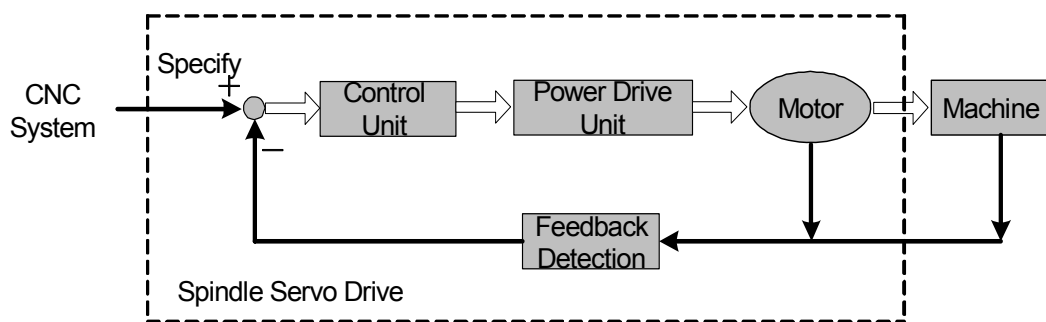 Specify
+
CNC
System
Control
Unit
Power Drive
Unit
Motor
Machine
−
Feedback
Detection
Spindle Servo Drive